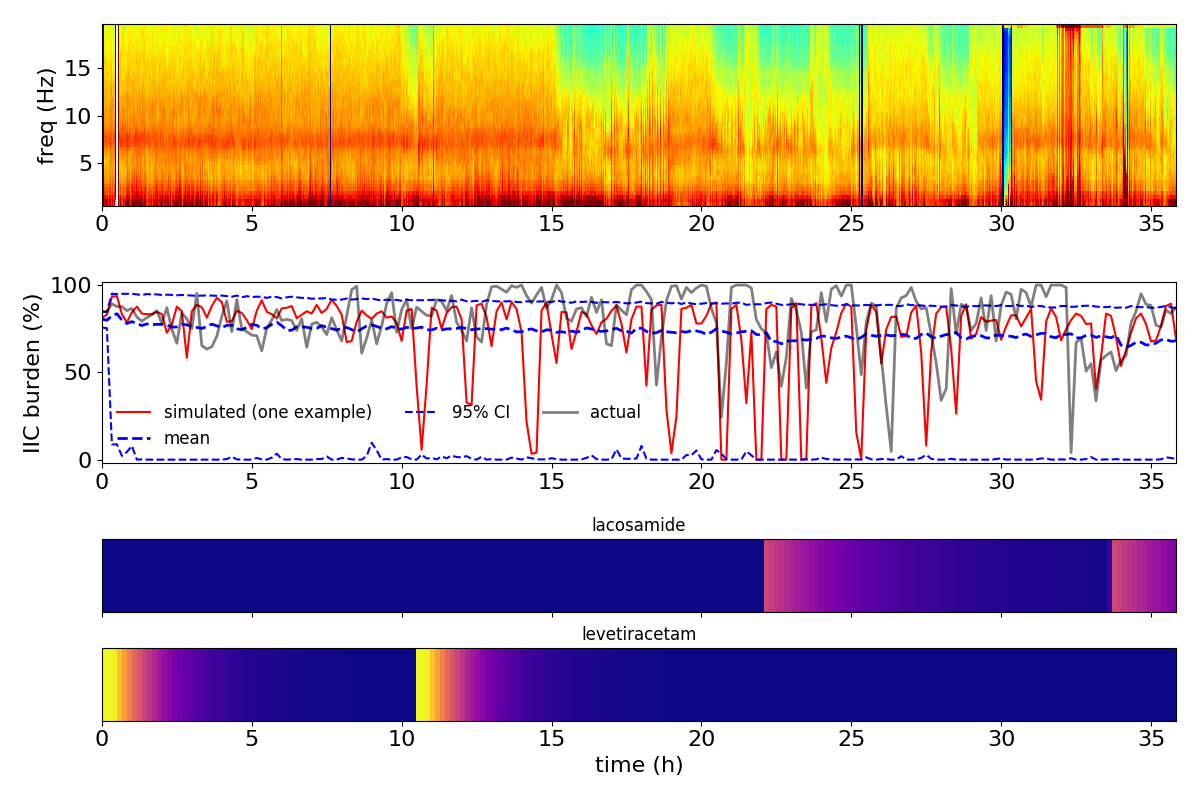 freq (Hz)
15
10
5
0 5 10 15 20 25 30 35
IIC burden (%)
100
50
0
simulated (one example) 95% CI actual
mean
0 5 10 15 20 25 30 35
lacosamide
levetiracetam
0 5 10 15 20 25 30 35
time (h)